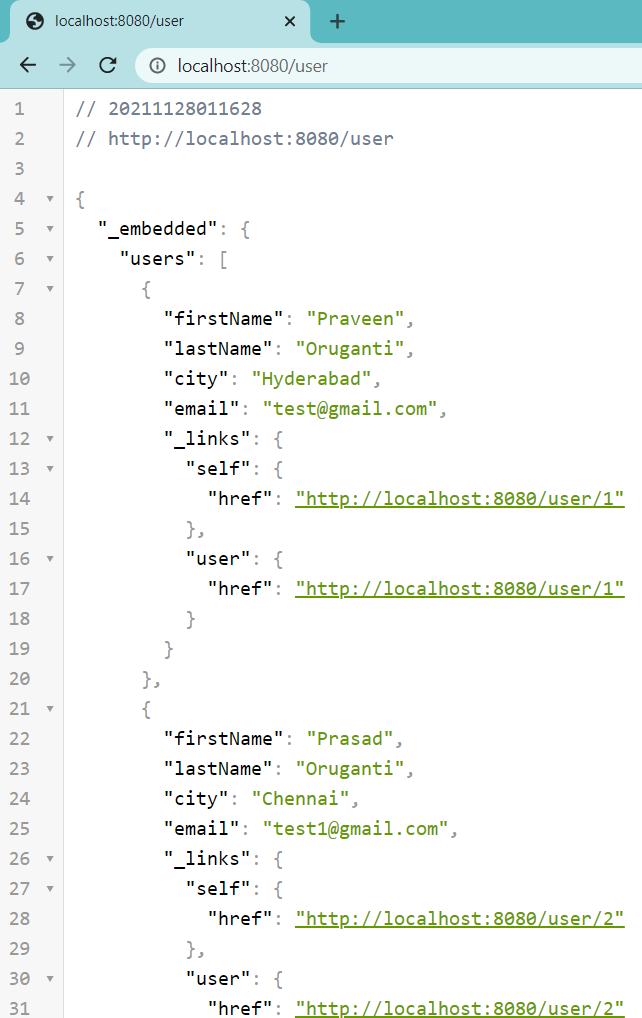 localhost:8080/user
localhost:8080/user
1 // 20211128011628
2 // http://localhost:8080/user
3
4 {
5 "_embedded": {
6 "users": [
7 {
8 "firstName": "Praveen",
9 "lastName": "Oruganti",
10 "city": "Hyderabad",
11 "email": "test@gmail.com",
12 "_links": {
13 "self": {
14 "href": "http://localhost:8080/user/1"
15 },
16 "user": {
17 "href": "http://localhost:8080/user/1"
18 }
19 }
20 },
21 {
22 "firstName": "Prasad",
23 "lastName": "Oruganti",
24 "city": "Chennai",
25 "email": "test1@gmail.com",
26 "_links": {
27 "self": {
28 "href": "http://localhost:8080/user/2"
29 },
30 "user": {
31 "href": "http://localhost:8080/user/2"